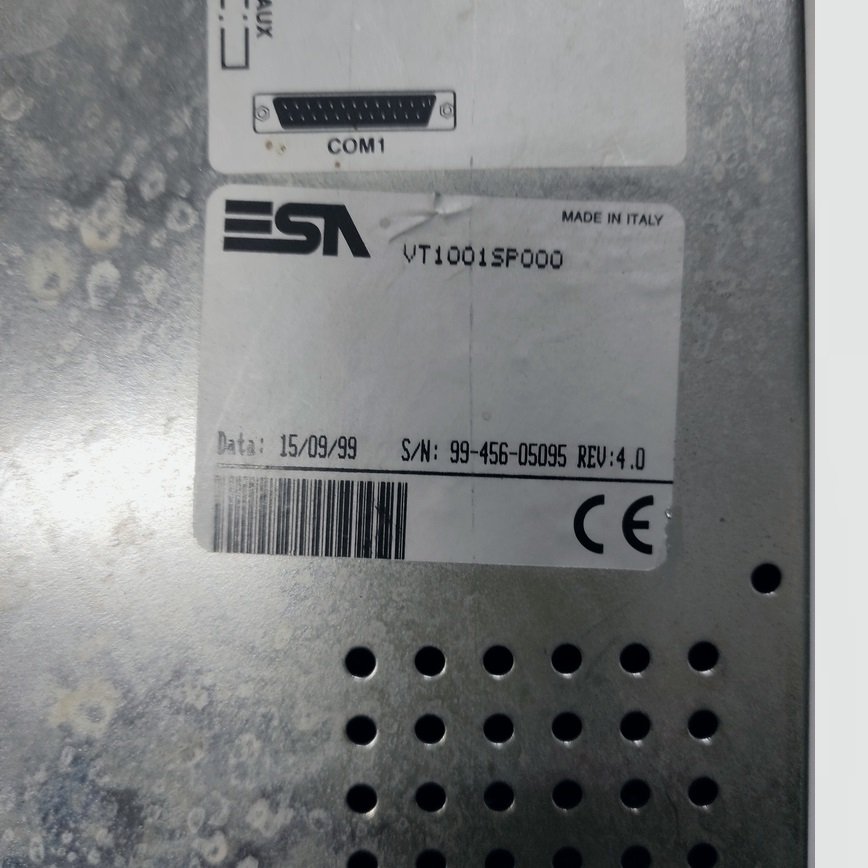 AUX
COM1
ESA
MADE IN ITALY
VT1001SP000
Data: 15/09/99 S/N: 99-456-05095 REV:4.0
CE